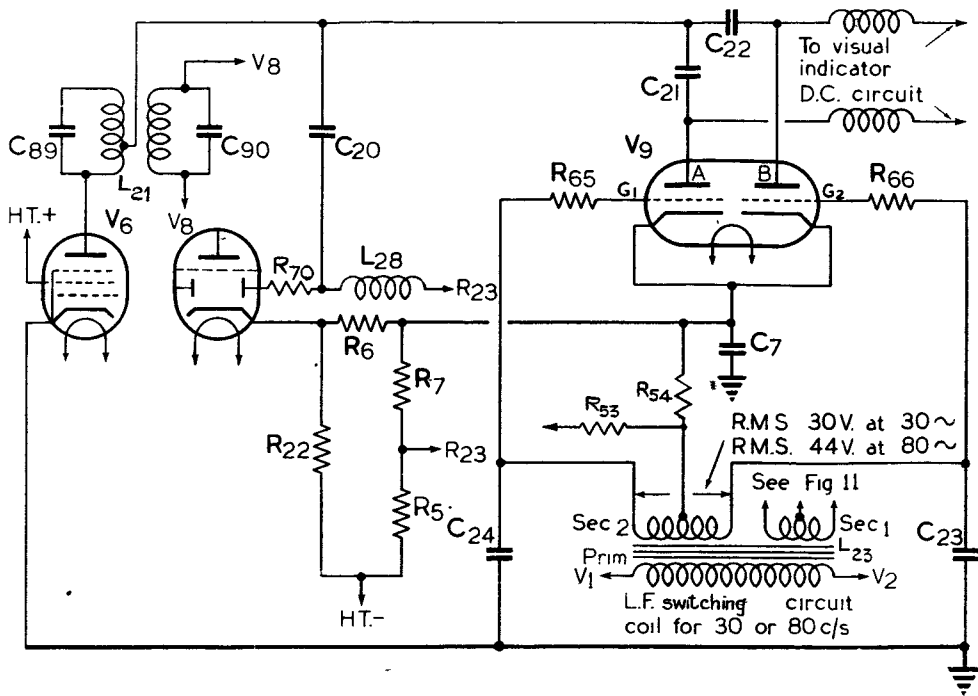 C22
To visual
indicator
D.C. circuit
V8
C21
C89
C90
C20
V9
L21
A
B
R65
G1
G2
R66
HT.+
V6
V8
R70
L28
R23
R6
C7
R7
R54
R53
R.M.S 30V. at 30~
R.M.S. 44V. at 80~
R22
R23
See Fig 11
R5
C24
Sec 2
Sec 1
C23
L23
Prim
V1
V2
HT.-
L.F. switching circuit
coil for 30 or 80 c/s